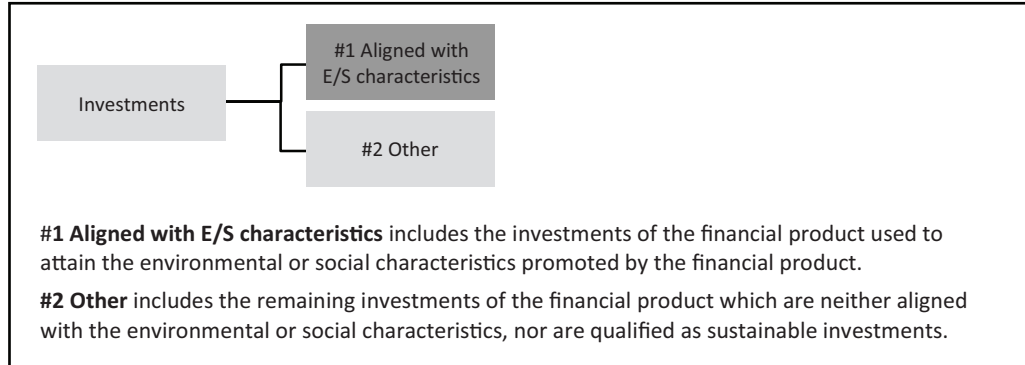 #1 Aligned with
E/S characteristics
Investments
#2 Other
#1 Aligned with E/S characteristics includes the investments of the financial product used to
attain the environmental or social characteristics promoted by the financial product.
#2 Other includes the remaining investments of the financial product which are neither aligned
with the environmental or social characteristics, nor are qualified as sustainable investments.